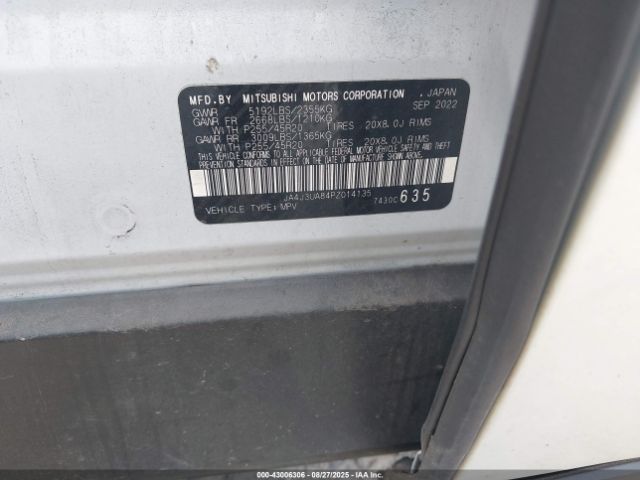 MFD.BY MITSUBISHI MOTORS CORPORATION . JAPAN
GVWR 5192LBS/2355KG SEP 2022
GAWR FR 2668LBS/1210KG
WITH P255/45R20 TIRES 20X8.0J RIMS
GAWR RR 3009LBS/1365KG
WITH P255/45R20 TIRES 20X8.0J RIMS
THIS VEHICLE CONFORMS TO ALL APPLICABLE FEDERAL MOTOR VEHICLE SAFETY, BUMPER, AND THEFT
PREVENTION STANDARDS IN EFFECT ON THE DATE OF MANUFACTURE SHOWN ABOVE.
JA4J3UA84PZ014135
VEHICLE TYPE: MPV 7430C 635
© IAA - 43006306 - 08/27/2025 - IAAI.COM